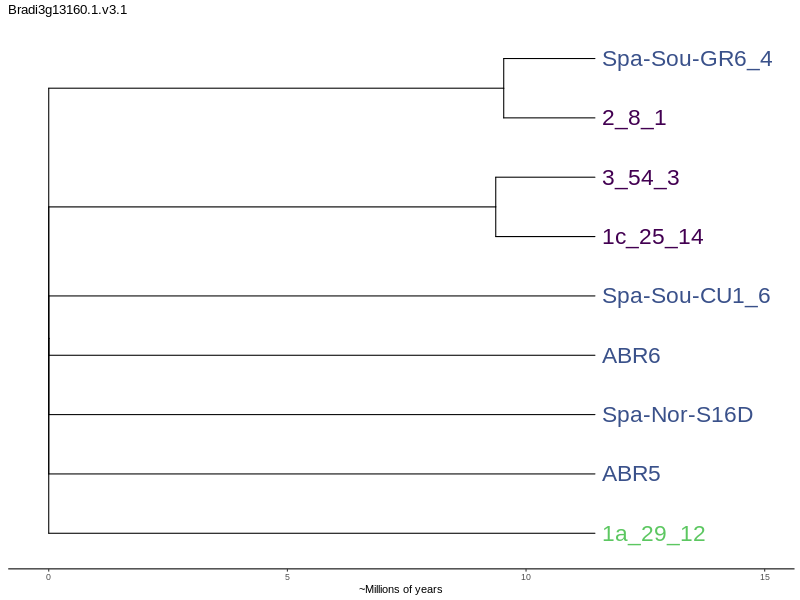 Bradi3g13160.1.v3.1
Spa-Sou-GR6_4
2_8_1
3_54_3
1c_25_14
Spa-Sou-CU1_6
ABR6
Spa-Nor-S16D
ABR5
1a_29_12
0 5 10 15
~Millions of years